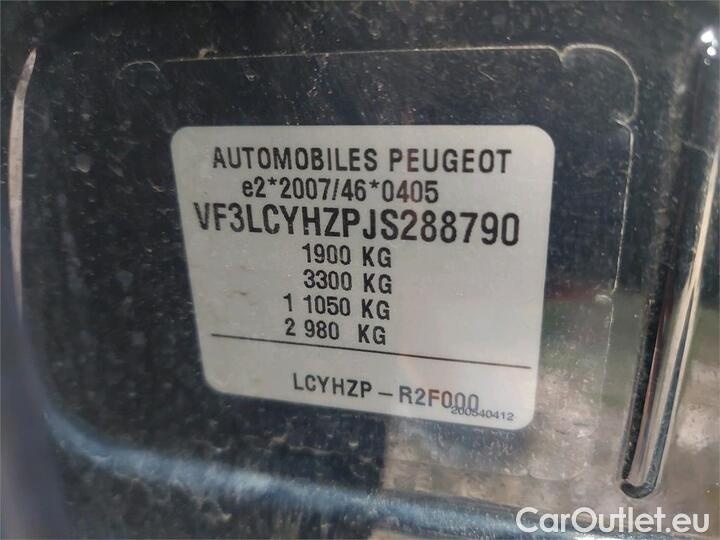 AUTOMOBILES PEUGEOT
e2*2007/46*0405
VF3LCYHZPJS288790
1900 KG
3300 KG
1 1050 KG
2 980 KG
LCYHZP – R2F000
200540412
CarOutlet.eu